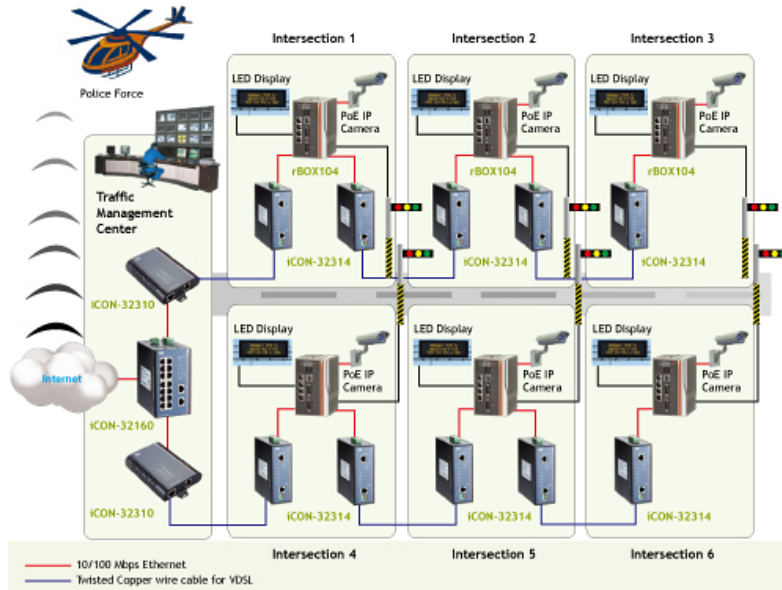 Intersection 1
Intersection 2
Intersection 3
Police Force
LED Display
PoE IP
Camera
rBOX104
iCON-32314
LED Display
PoE IP
Camera
rBOX104
iCON-32314
LED Display
PoE IP
Camera
rBOX104
iCON-32314
Traffic
Management
Center
iCON-32310
Internet
iCON-32160
iCON-32310
LED Display
PoE IP
Camera
iCON-32314
LED Display
PoE IP
Camera
iCON-32314
LED Display
PoE IP
Camera
iCON-32314
Intersection 4
Intersection 5
Intersection 6
10/100 Mbps Ethernet
Twisted Copper wire cable for VDSL